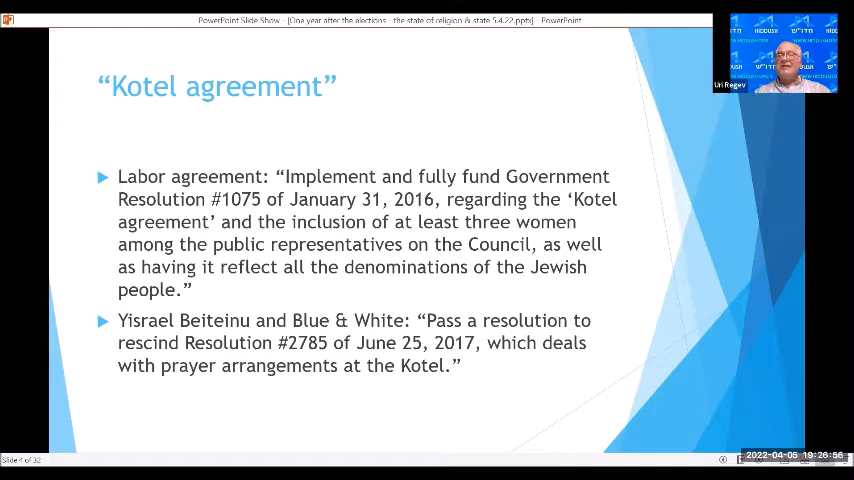 PowerPoint Slide Show - [One year after the elections - the state of religion & state 5.4.22.pptx] - PowerPoint
חדו"ש HIDDUSH
Uri Regev
“Kotel agreement”
Labor agreement: “Implement and fully fund Government
Resolution #1075 of January 31, 2016, regarding the ‘Kotel
agreement’ and the inclusion of at least three women
among the public representatives on the Council, as well
as having it reflect all the denominations of the Jewish
people.”
Yisrael Beiteinu and Blue & White: “Pass a resolution to
rescind Resolution #2785 of June 25, 2017, which deals
with prayer arrangements at the Kotel.”
Slide 4 of 32
2022-04-05 19:26:56